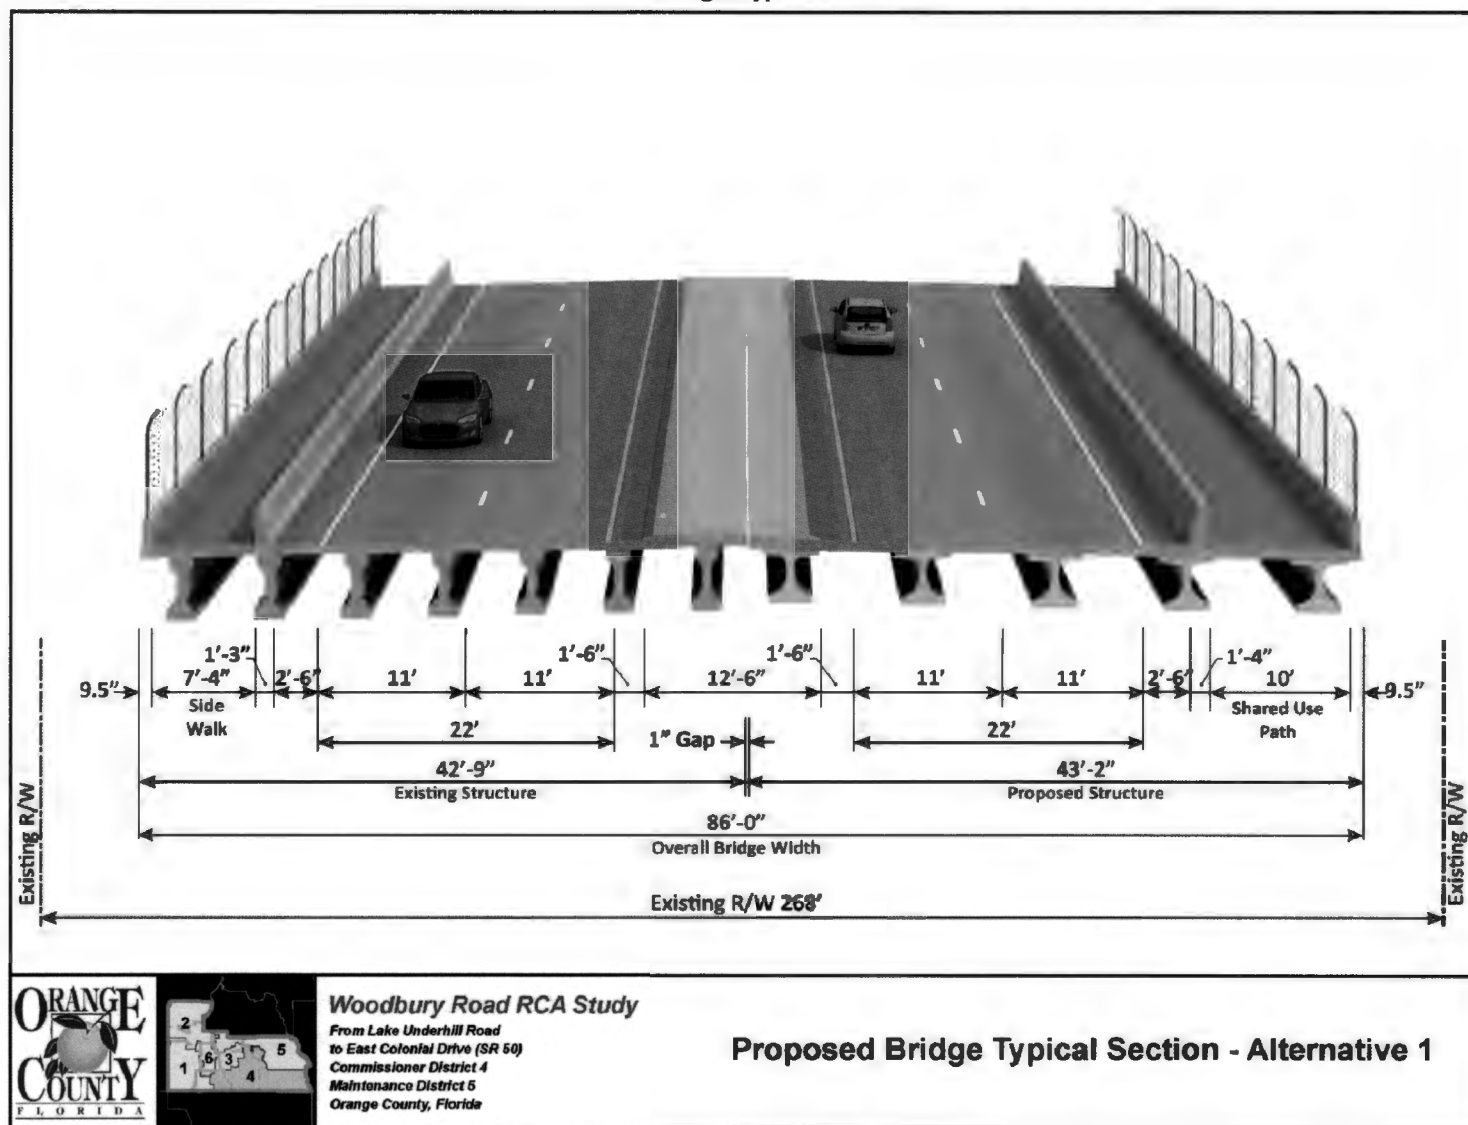 1'-3"
1'-6"
1'-6"
1'-4"
9.5"
7'-4"
2'-6"
11'
11'
12'-6"
11'
11'
2'-6"
10'
9.5"
Side
Walk
Shared Use
Path
22'
1" Gap
22'
42'-9"
43'-2"
Existing Structure
Proposed Structure
86'-0"
Overall Bridge Width
Existing R/W
Existing R/W
Existing R/W 268'
ORANGE
COUNTY
FLORIDA
2
1
6
3
5
4
Woodbury Road RCA Study
From Lake Underhill Road
to East Colonial Drive (SR 50)
Commissioner District 4
Maintenance District 5
Orange County, Florida
Proposed Bridge Typical Section - Alternative 1